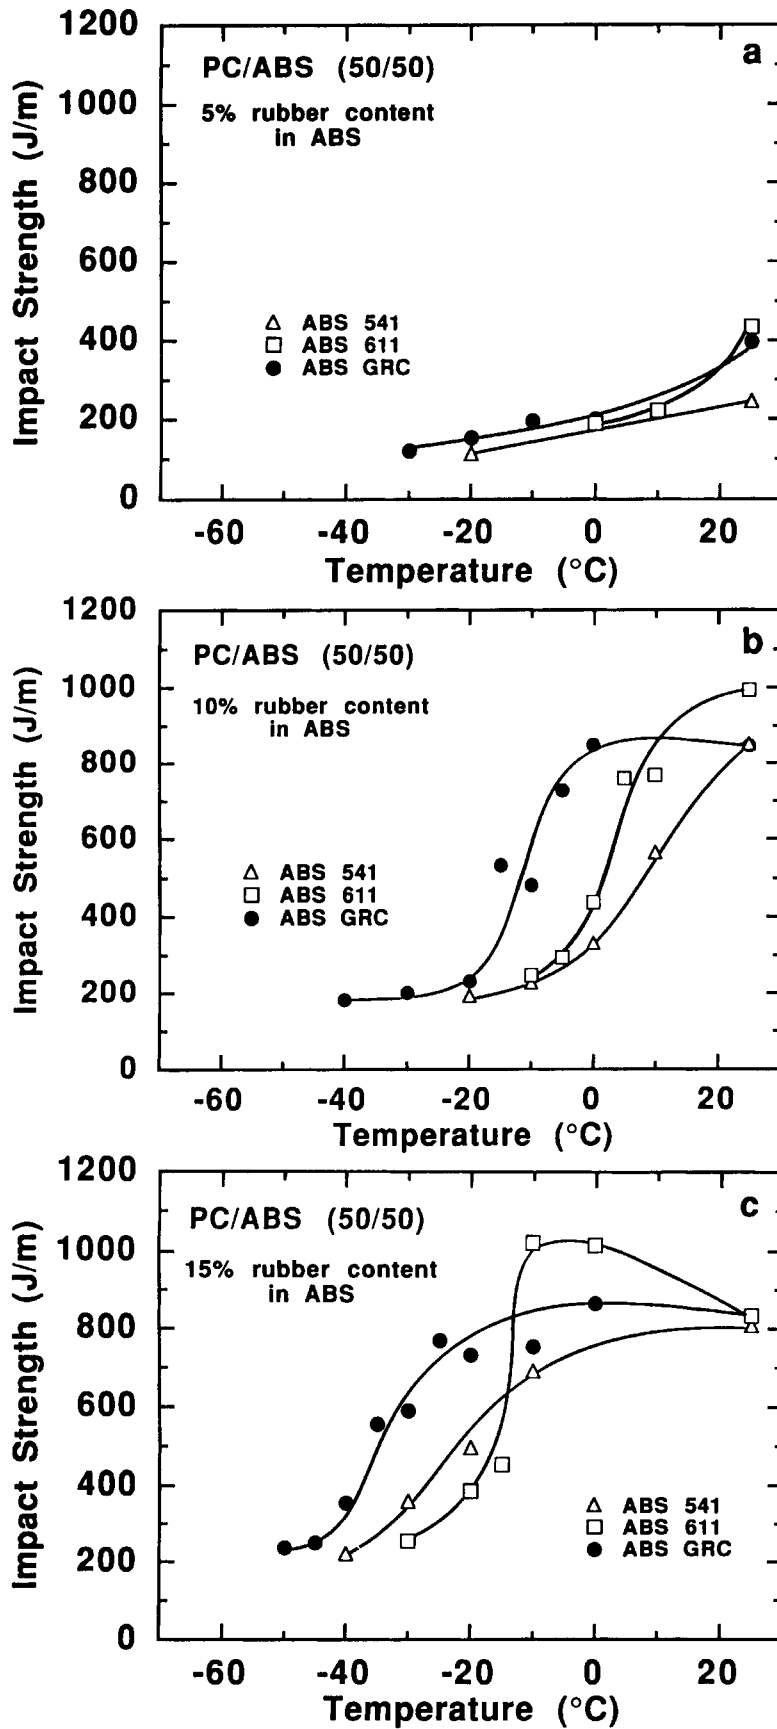 1200
a
PC/ABS (50/50)
1000
5% rubber content
in ABS
800
600
Impact Strength (J/m)
400
ABS 541
ABS 611
ABS GRC
200
0
-60 -40 -20 0 20
Temperature (°C)
1200
b
PC/ABS (50/50)
1000
10% rubber content
in ABS
800
600
Impact Strength (J/m)
ABS 541
ABS 611
ABS GRC
400
200
0
-60 -40 -20 0 20
Temperature (°C)
1200
c
PC/ABS (50/50)
1000
15% rubber content
in ABS
800
600
Impact Strength (J/m)
400
ABS 541
ABS 611
ABS GRC
200
0
-60 -40 -20 0 20
Temperature (°C)